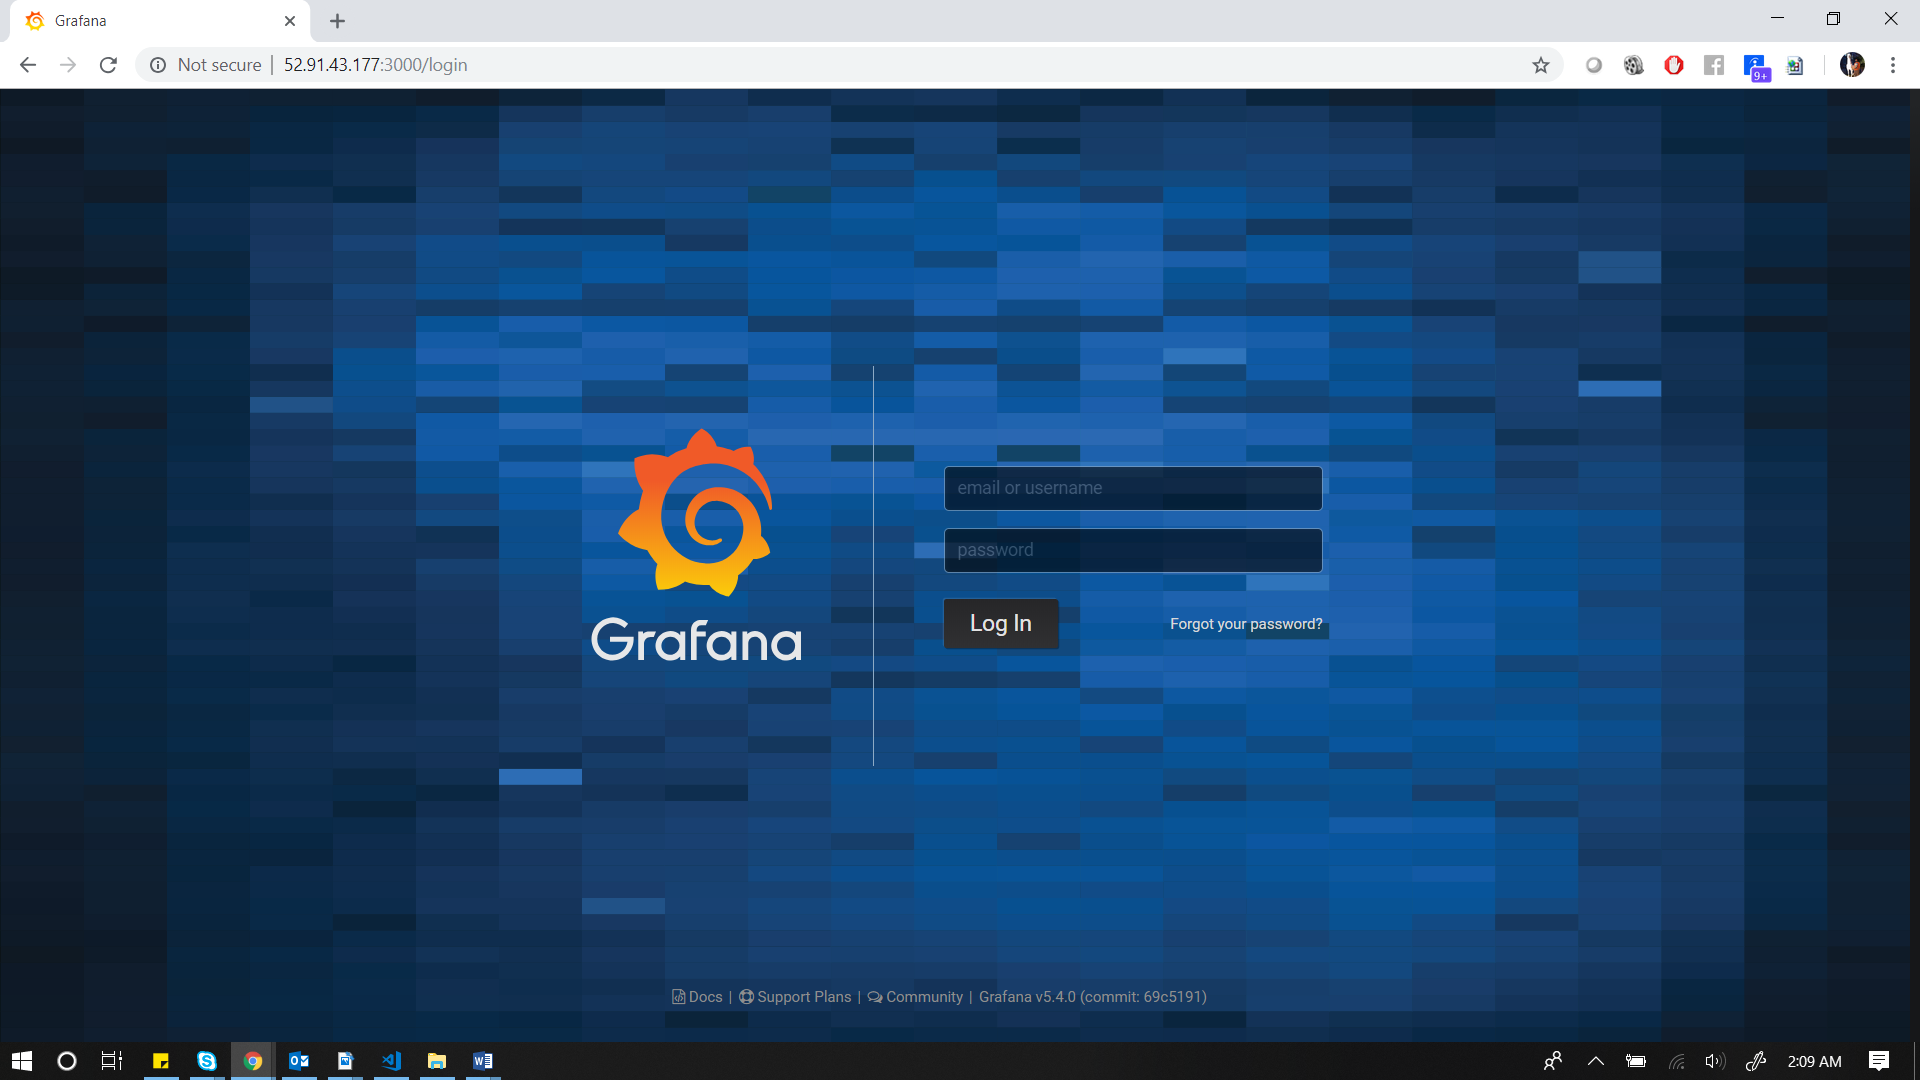 Grafana
Not secure | 52.91.43.177:3000/login
9+
email or username
password
Log In
Forgot your password?
Grafana
Docs | Support Plans | Community | Grafana v5.4.0 (commit: 69c5191)
2:09 AM